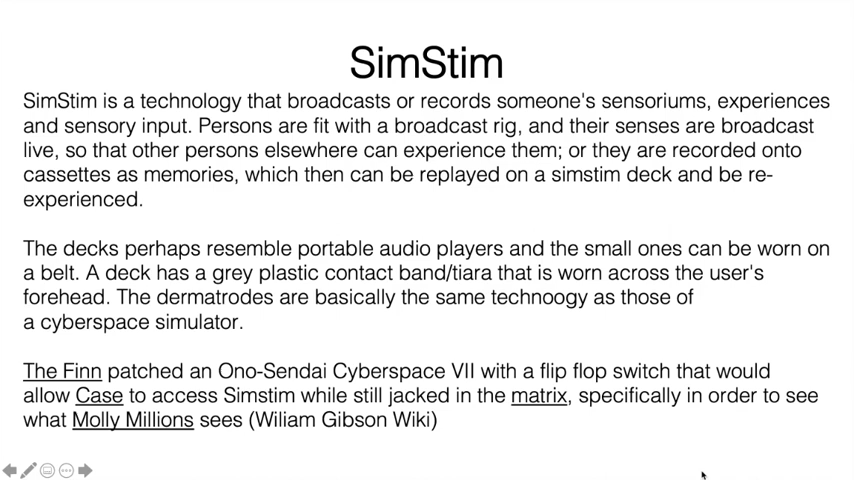 SimStim
SimStim is a technology that broadcasts or records someone's sensoriums, experiences
and sensory input. Persons are fit with a broadcast rig, and their senses are broadcast
live, so that other persons elsewhere can experience them; or they are recorded onto
cassettes as memories, which then can be replayed on a simstim deck and be re-
experienced.
The decks perhaps resemble portable audio players and the small ones can be worn on
a belt. A deck has a grey plastic contact band/tiara that is worn across the user's
forehead. The dermatrodes are basically the same technoogy as those of
a cyberspace simulator.
The Finn patched an Ono-Sendai Cyberspace VII with a flip flop switch that would
allow Case to access Simstim while still jacked in the matrix, specifically in order to see
what Molly Millions sees (Wiliam Gibson Wiki)